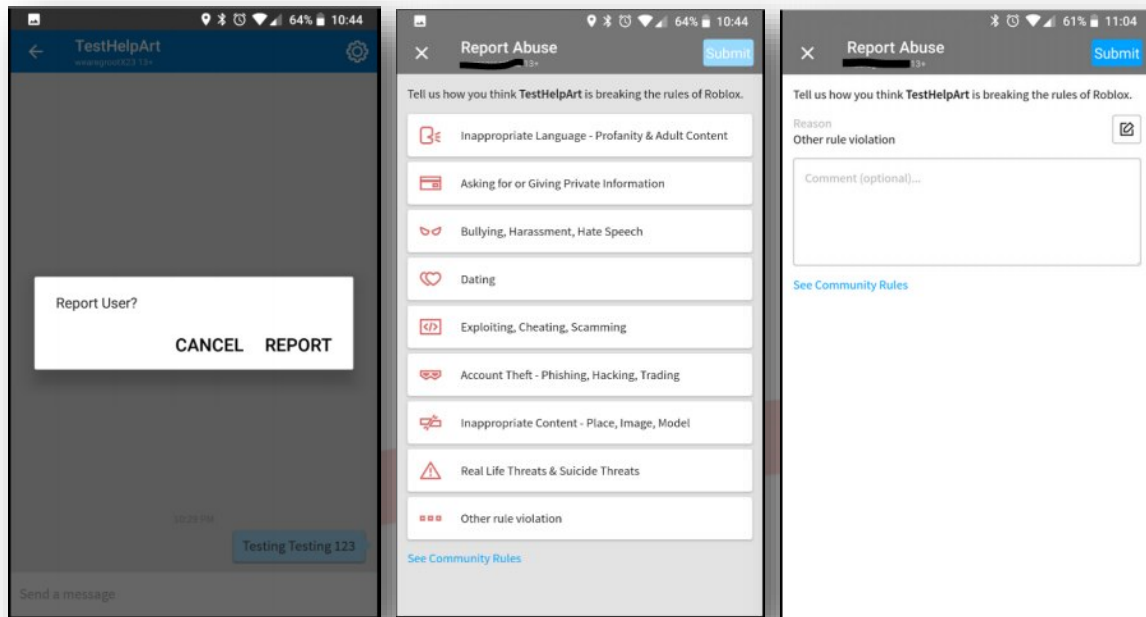 64% 10:44
TestHelpArt
Report User?
CANCEL REPORT
10:29 PM
Testing Testing 123
Send a message
64% 10:44
Report Abuse
13+
Submit
Tell us how you think TestHelpArt is breaking the rules of Roblox.
Inappropriate Language - Profanity & Adult Content
Asking for or Giving Private Information
Bullying, Harassment, Hate Speech
Dating
Exploiting, Cheating, Scamming
Account Theft - Phishing, Hacking, Trading
Inappropriate Content - Place, Image, Model
Real Life Threats & Suicide Threats
Other rule violation
See Community Rules
61% 11:04
Report Abuse
13+
Submit
Tell us how you think TestHelpArt is breaking the rules of Roblox.
Reason
Other rule violation
Comment (optional)...
See Community Rules